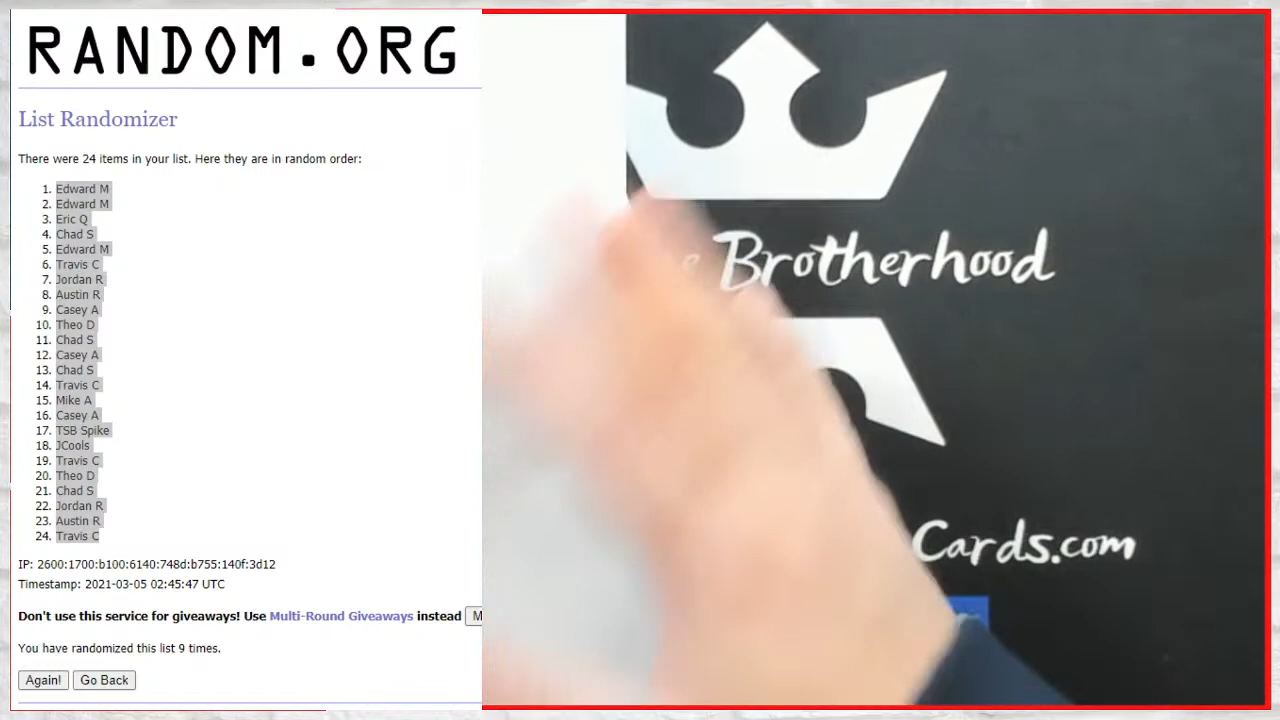 RANDOM.ORG
List Randomizer
There were 24 items in your list. Here they are in random order:
1. Edward M
2. Edward M
3. Eric Q
4. Chad S
5. Edward M
6. Travis C
7. Jordan R
8. Austin R
9. Casey A
10. Theo D
11. Chad S
12. Casey A
13. Chad S
14. Travis C
15. Mike A
16. Casey A
17. TSB Spike
18. JCools
19. Travis C
20. Theo D
21. Chad S
22. Jordan R
23. Austin R
24. Travis C
IP: 2600:1700:b100:6140:748d:b755:140f:3d12
Timestamp: 2021-03-05 02:45:47 UTC
Don't use this service for giveaways! Use Multi-Round Giveaways instead
You have randomized this list 9 times.
Again! Go Back
Brotherhood
Cards.com